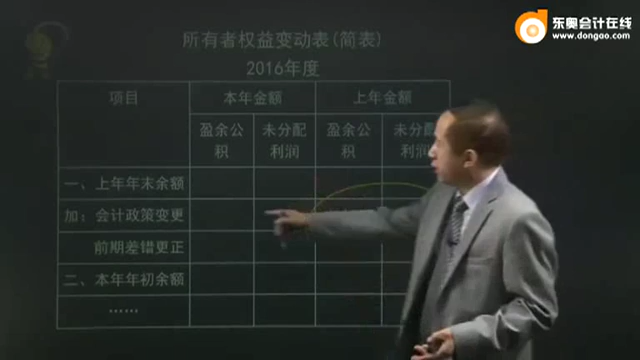 东奥会计在线
www.dongao.com
所有者权益变动表(简表)
2016年度
项目 本年金额 上年金额
盈余公积 未分配利润 盈余公积 未分配利润
一、上年年末余额
加：会计政策变更
前期差错更正
二、本年年初余额
……